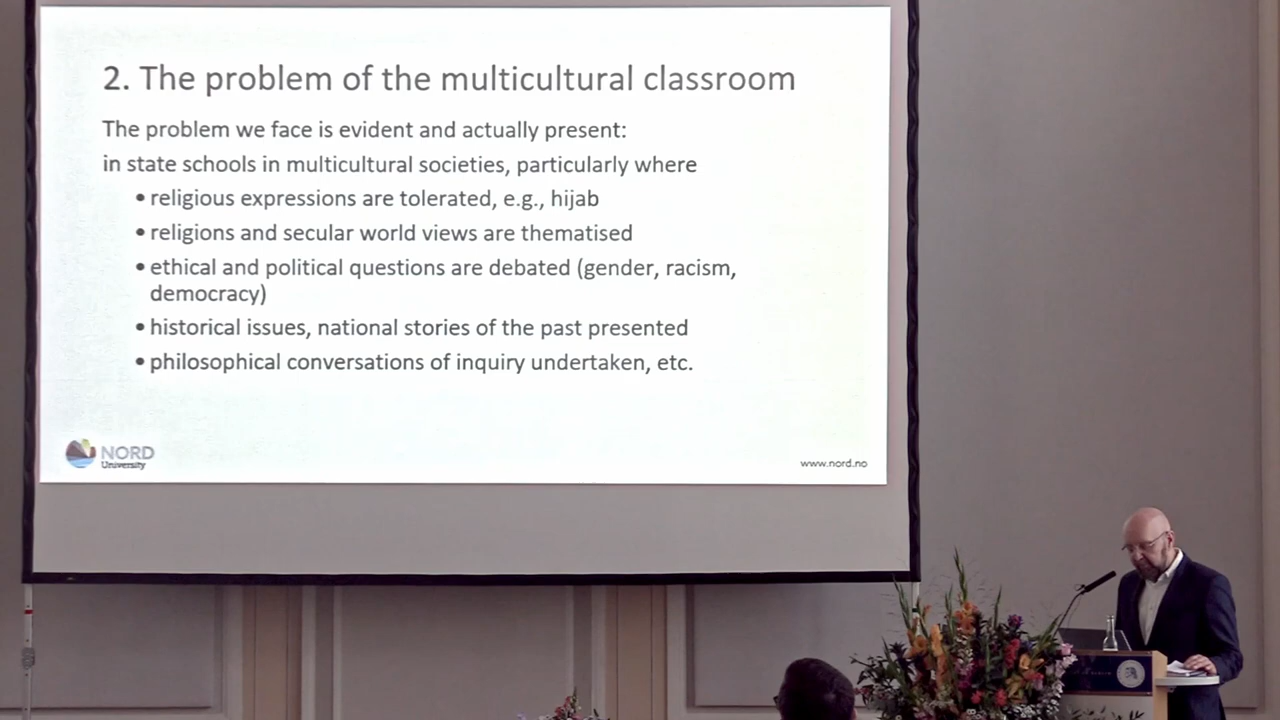 2. The problem of the multicultural classroom
The problem we face is evident and actually present:
in state schools in multicultural societies, particularly where
• religious expressions are tolerated, e.g., hijab
• religions and secular world views are thematised
• ethical and political questions are debated (gender, racism,
democracy)
• historical issues, national stories of the past presented
• philosophical conversations of inquiry undertaken, etc.
NORD
University
www.nord.no